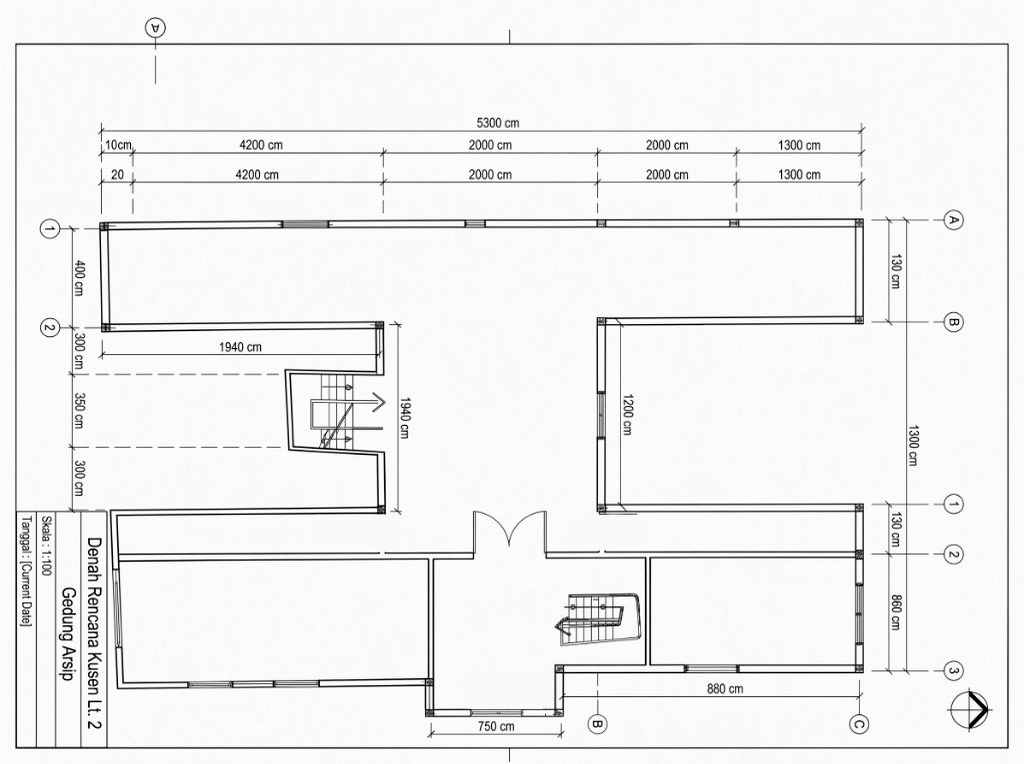 A
5300 cm
10cm
4200 cm
2000 cm
2000 cm
1300 cm
20
4200 cm
2000 cm
2000 cm
1300 cm
1
A
400 cm
130 cm
2
B
300 cm
1940 cm
350 cm
1940 cm
1200 cm
1300 cm
300 cm
1
130 cm
2
860 cm
3
880 cm
750 cm
B
C
Denah Rencana Kusen Lt. 2
Gedung Arsip
Skala : 1:100
Tanggal : [Current Date]